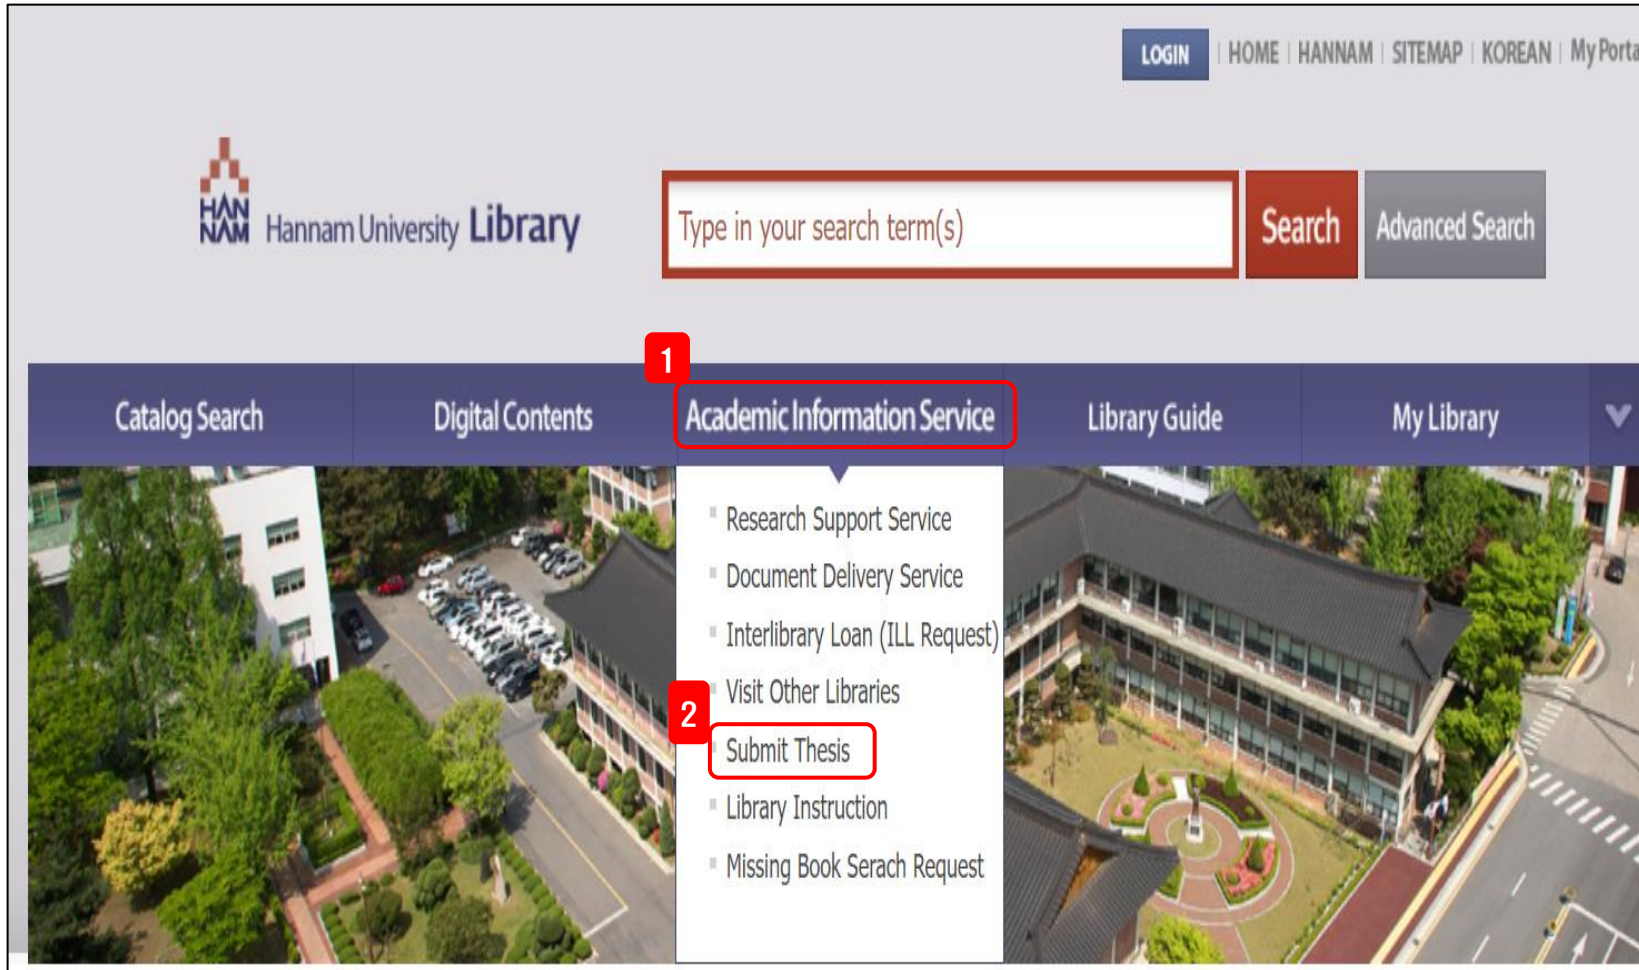 LOGIN | HOME | HANNAM | SITEMAP | KOREAN | My Porta
HAN
NAM
Hannam University Library
Type in your search term(s)
Search
Advanced Search
1
Catalog Search
Digital Contents
Academic Information Service
Library Guide
My Library
Research Support Service
Document Delivery Service
Interlibrary Loan (ILL Request)
Visit Other Libraries
2
Submit Thesis
Library Instruction
Missing Book Serach Request